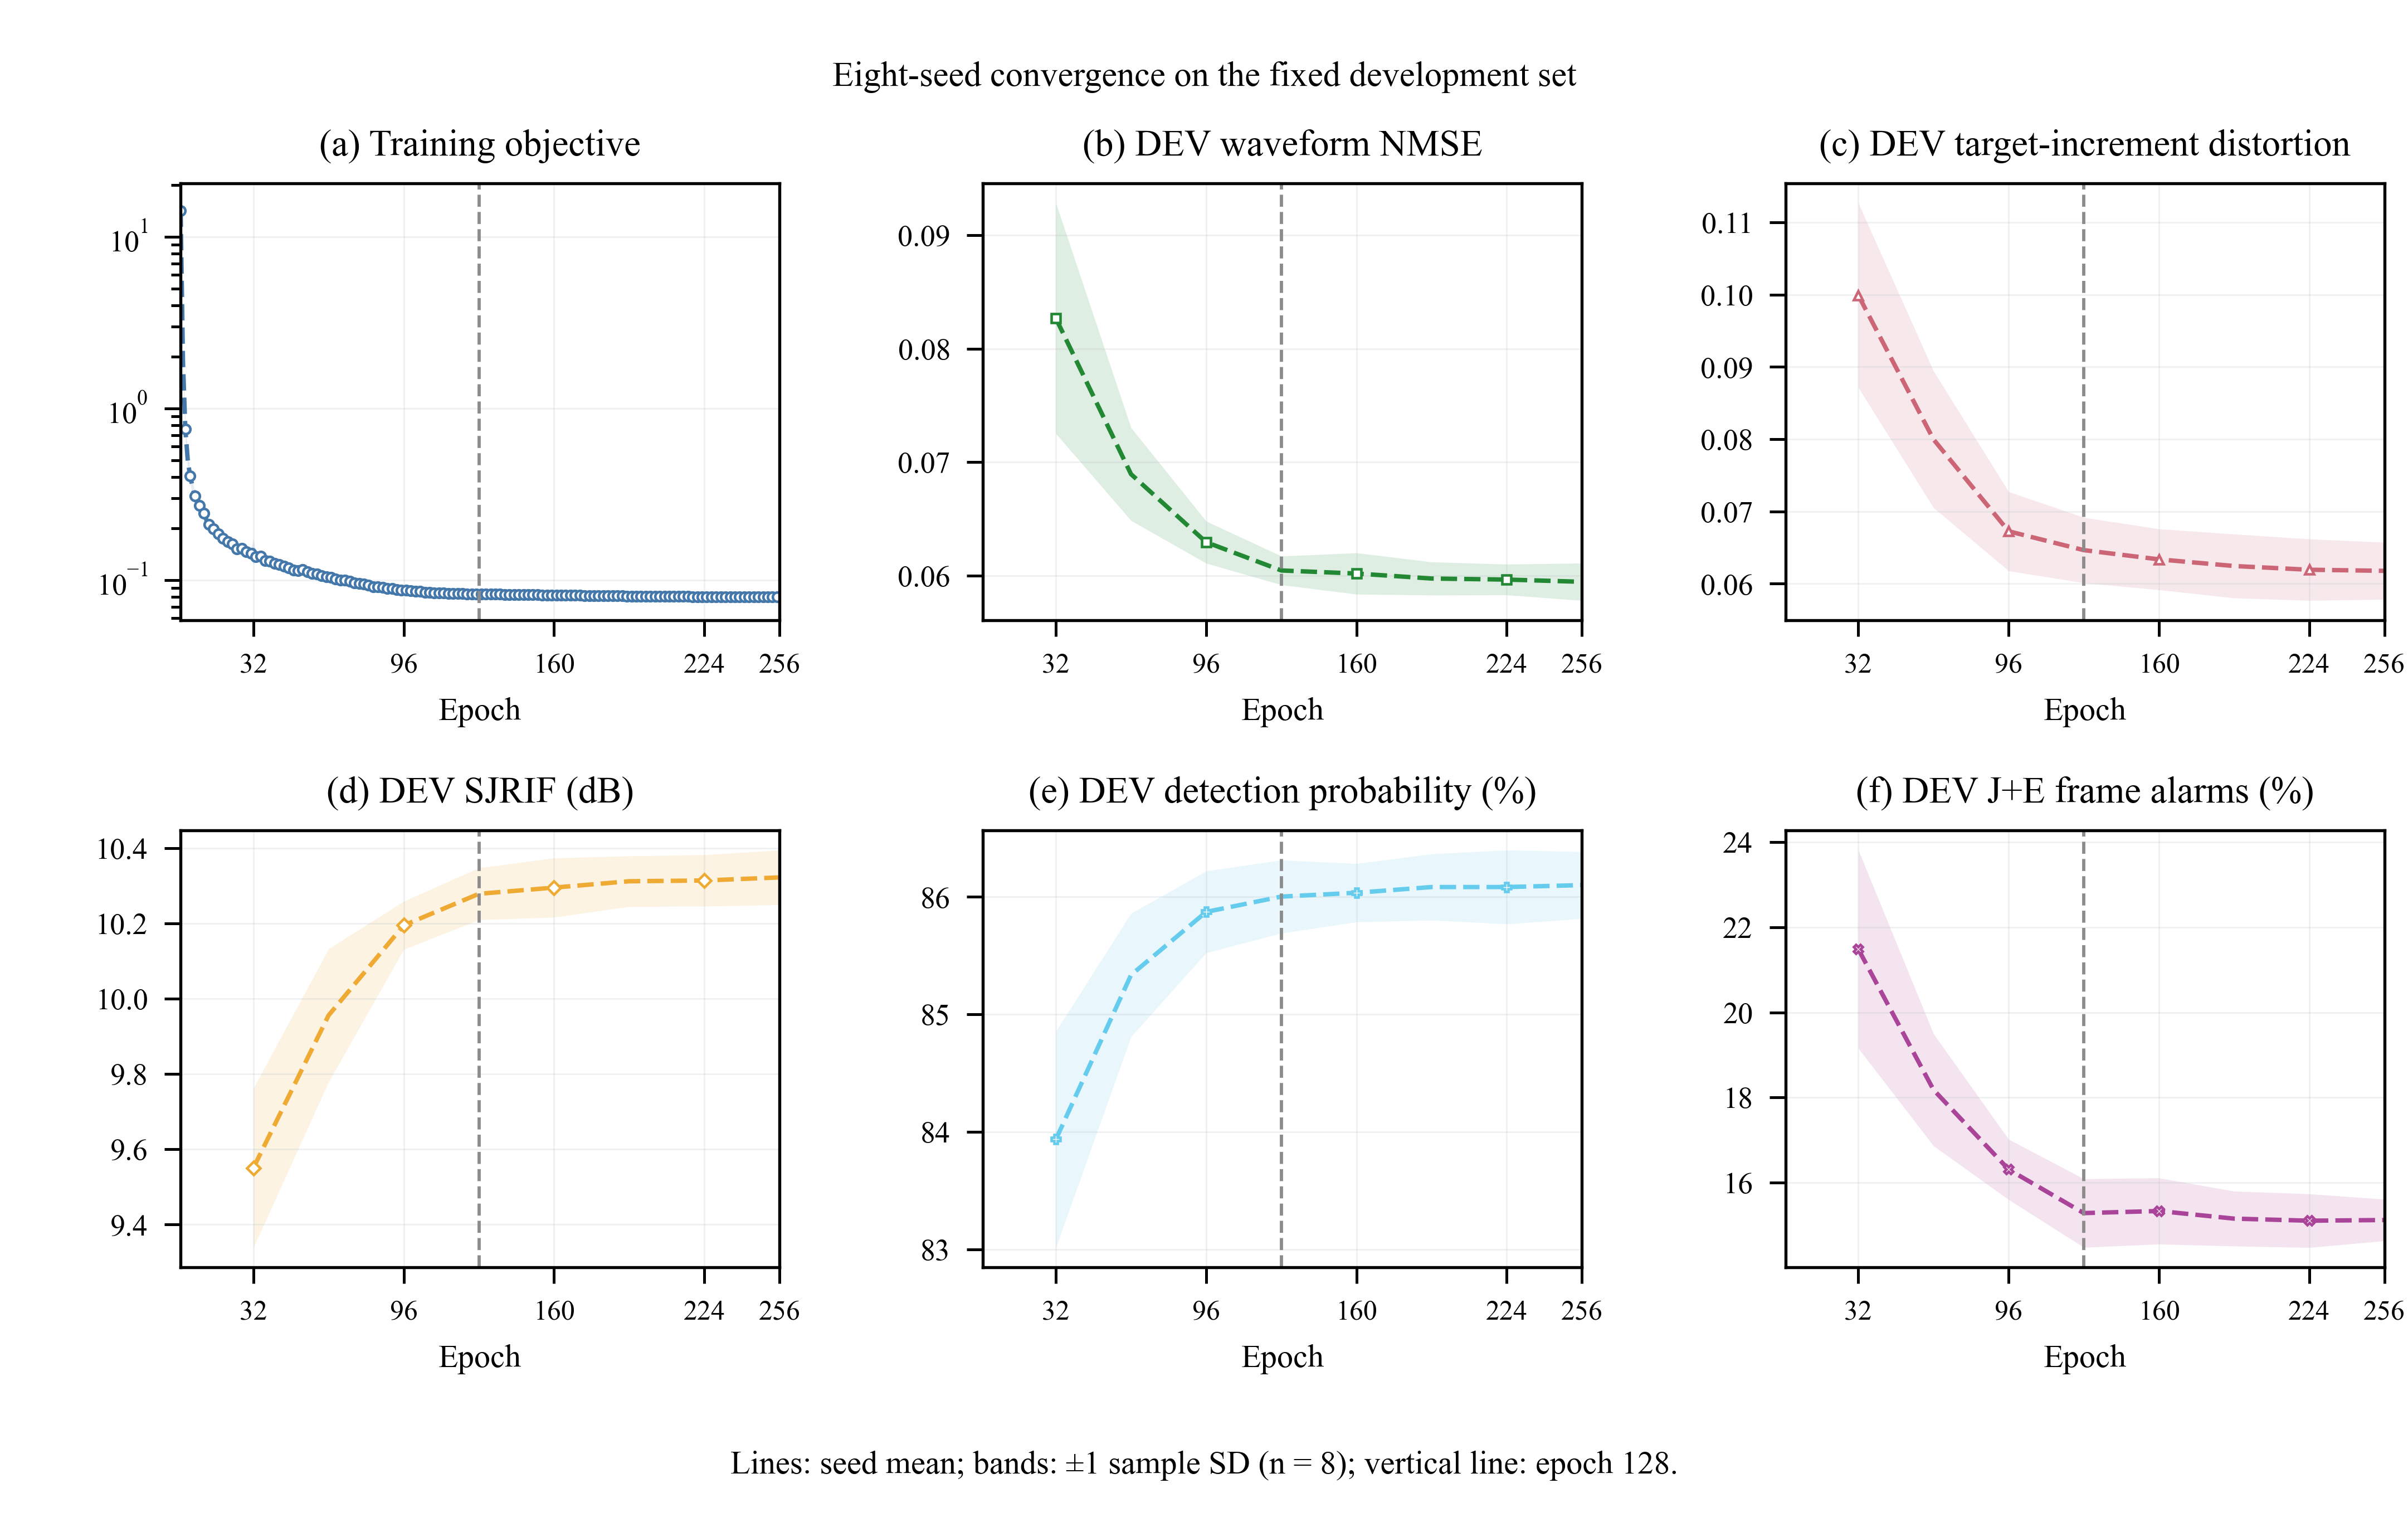 Eight-seed convergence on the fixed development set
(a) Training objective
10^1
10^0
10^−1
32 96 160 224 256
Epoch
(b) DEV waveform NMSE
0.09
0.08
0.07
0.06
32 96 160 224 256
Epoch
(c) DEV target-increment distortion
0.11
0.10
0.09
0.08
0.07
0.06
32 96 160 224 256
Epoch
(d) DEV SJRIF (dB)
10.4
10.2
10.0
9.8
9.6
9.4
32 96 160 224 256
Epoch
(e) DEV detection probability (%)
86
85
84
83
32 96 160 224 256
Epoch
(f) DEV J+E frame alarms (%)
24
22
20
18
16
32 96 160 224 256
Epoch
Lines: seed mean; bands: ±1 sample SD (n = 8); vertical line: epoch 128.